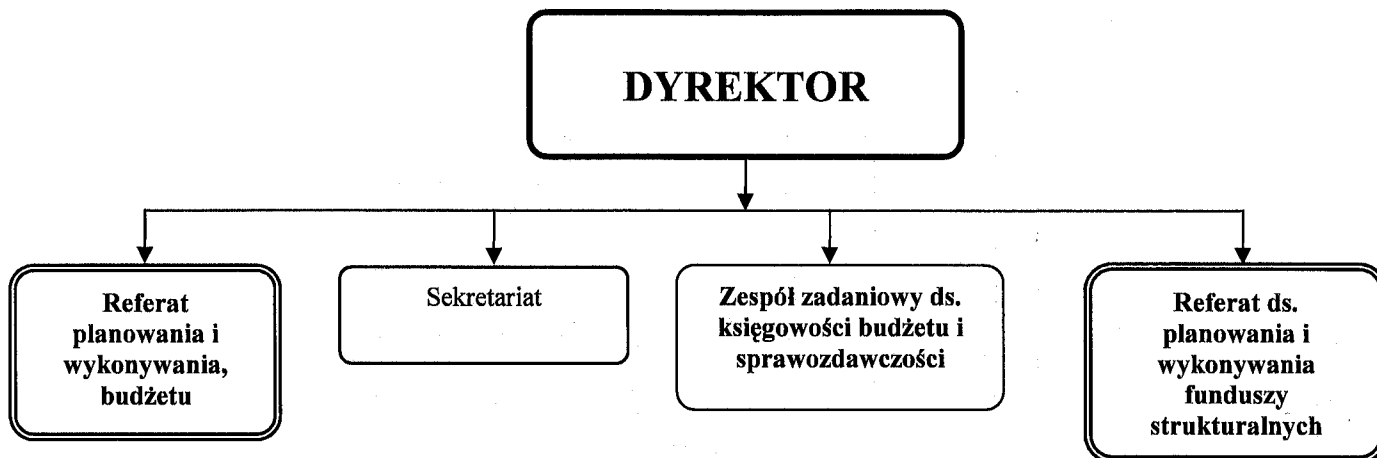 DYREKTOR
Referat
planowania i
wykonywania,
budżetu
Sekretariat
Zespół zadaniowy ds.
księgowości budżetu i
sprawozdawczości
Referat ds.
planowania i
wykonywania
funduszy
strukturalnych